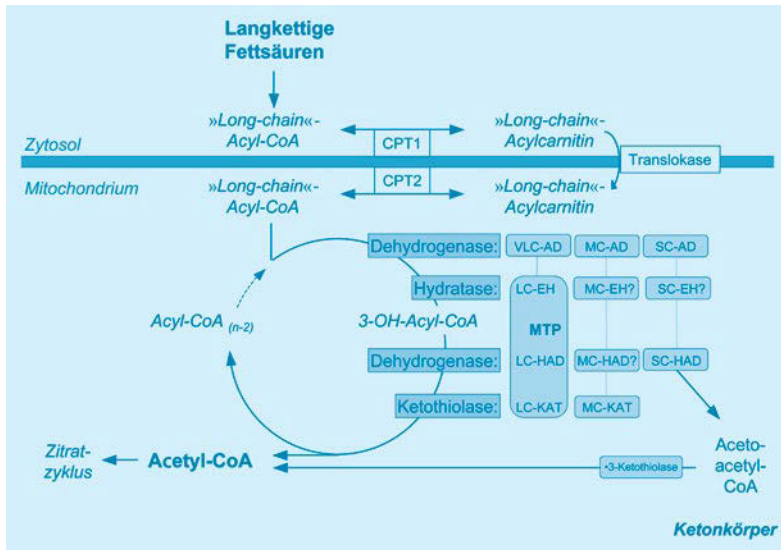 Langkettige
Fettsäuren
»Long-chain«-
Acyl-CoA
CPT1
»Long-chain«-
Acylcarnitin
Zytosol
Translokase
Mitochondrium
»Long-chain«-
Acyl-CoA
CPT2
»Long-chain«-
Acylcarnitin
Dehydrogenase:
VLC-AD
MC-AD
SC-AD
Hydratase:
LC-EH
MC-EH?
SC-EH?
Acyl-CoA (n-2)
3-OH-Acyl-CoA
MTP
Dehydrogenase:
LC-HAD
MC-HAD?
SC-HAD
Ketothiolase:
LC-KAT
MC-KAT
Zitrat-
zyklus
Acetyl-CoA
•3-Ketothiolase
Aceto-
acetyl-
CoA
Ketonkörper